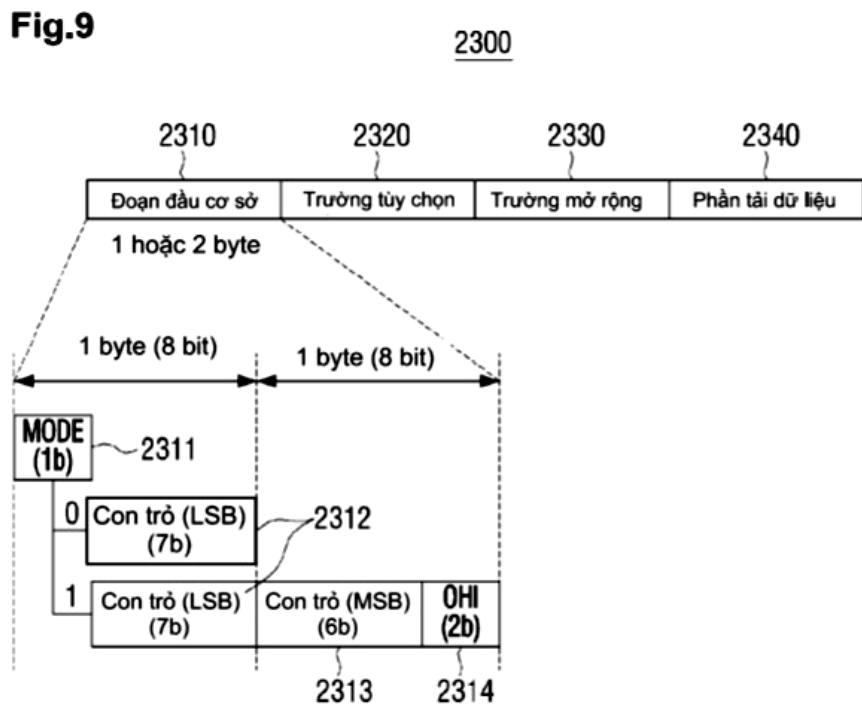 Fig.9
2300
2310 2320 2330 2340
Đoạn đầu cơ sở Trường tùy chọn Trường mở rộng Phần tải dữ liệu
1 hoặc 2 byte
1 byte (8 bit) 1 byte (8 bit)
MODE
(1b)
2311
0 Con trỏ (LSB)
(7b)
2312
1 Con trỏ (LSB) Con trỏ (MSB) OHI
(7b) (6b) (2b)
2313 2314